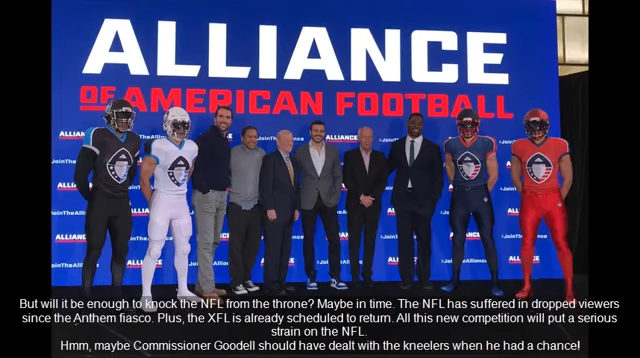 ALLIANCE
OF AMERICAN FOOTBALL
But will it be enough to knock the NFL from the throne? Maybe in time. The NFL has suffered in dropped viewers
since the Anthem fiasco. Plus, the XFL is already scheduled to return. All this new competition will put a serious
strain on the NFL.
Hmm, maybe Commissioner Goodell should have dealt with the kneelers when he had a chance!